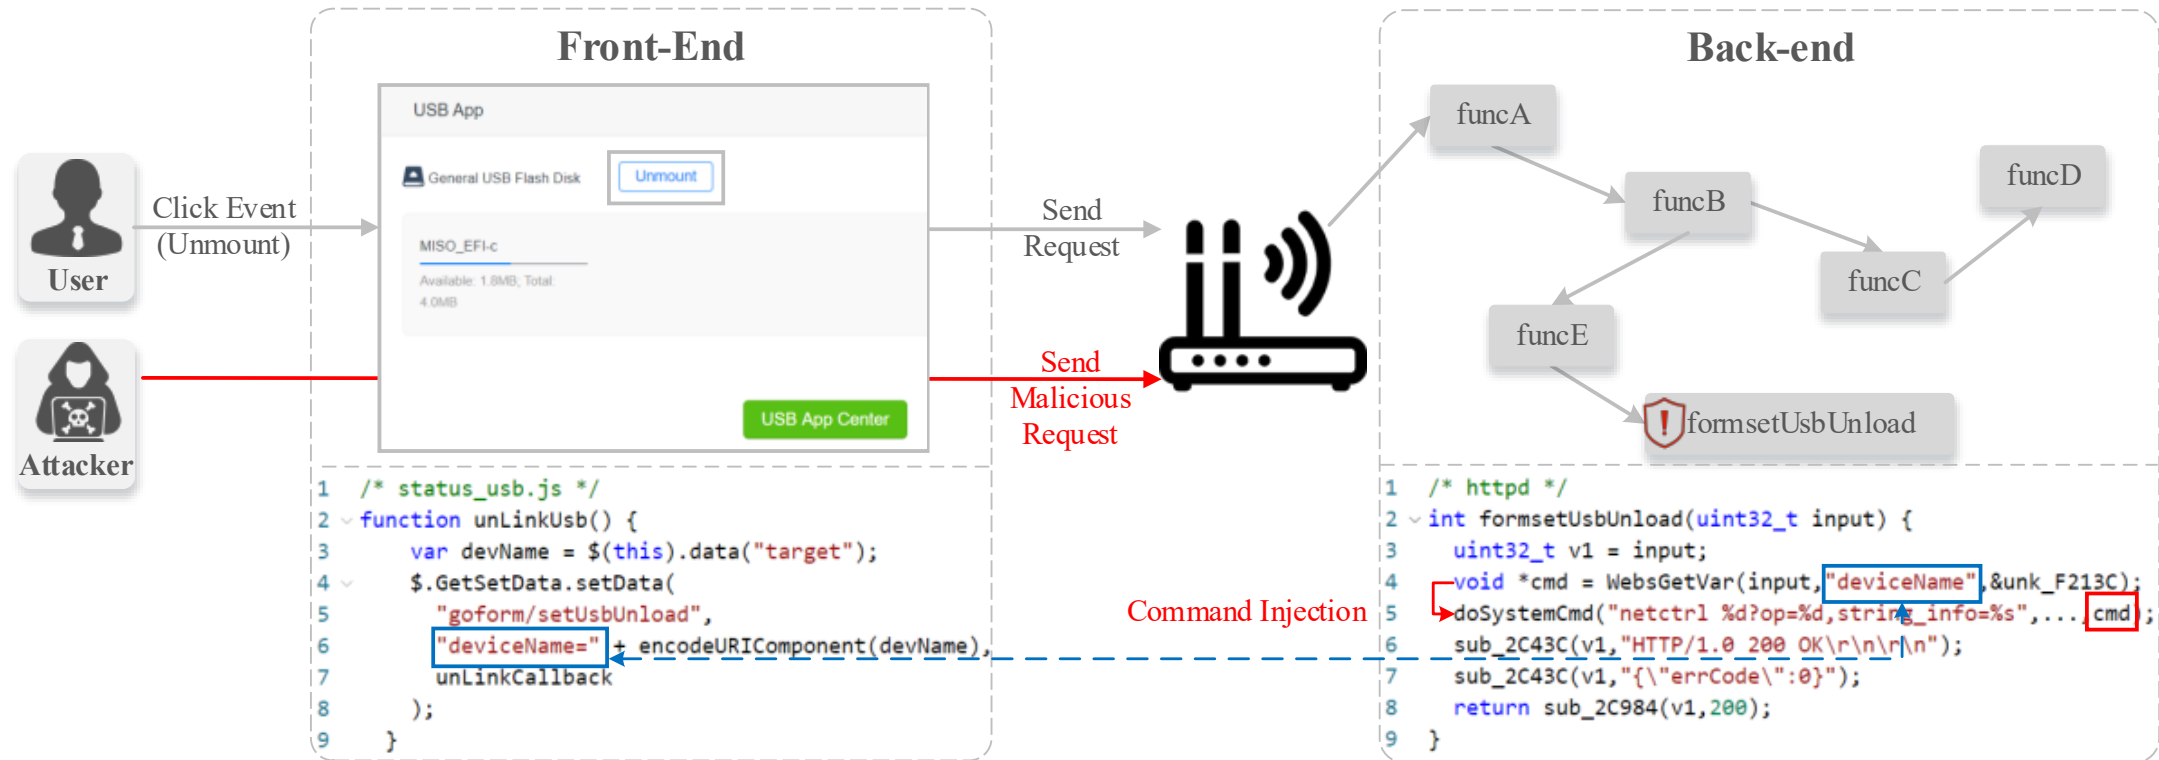 Front-End
Back-end
USB App
General USB Flash Disk
Unmount
MISO_EFI-c
Available: 1.8MB; Total:
4.0MB
USB App Center
User
Attacker
Click Event
(Unmount)
Send
Request
Send
Malicious
Request
funcA
funcB
funcC
funcD
funcE
formsetUsbUnload
1 /* status_usb.js */
2 function unLinkUsb() {
3 var devName = $(this).data("target");
4 $.GetSetData.setData(
5 "goform/setUsbUnload",
6 "deviceName=" + encodeURIComponent(devName),
7 unLinkCallback
8 );
9 }
Command Injection
1 /* httpd */
2 int formsetUsbUnload(uint32_t input) {
3 uint32_t v1 = input;
4 void *cmd = WebsGetVar(input,"deviceName",&unk_F213C);
5 doSystemCmd("netctrl %d?op=%d,string_info=%s",...,cmd);
6 sub_2C43C(v1,"HTTP/1.0 200 OK\r\n\r\n");
7 sub_2C43C(v1,"{\"errCode\":0}");
8 return sub_2C984(v1,200);
9 }